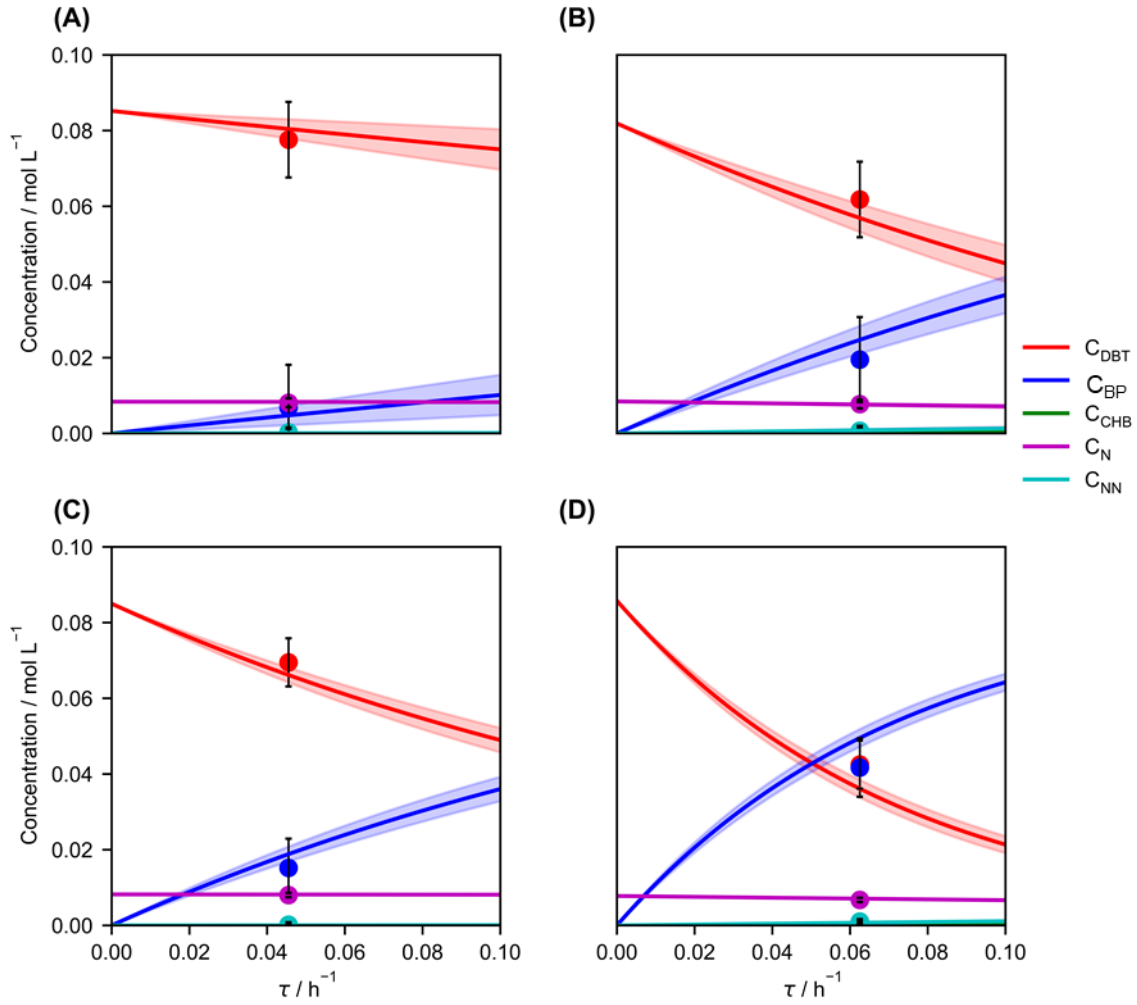 (A)
(B)
Concentration / mol L⁻¹
0.10
0.08
0.06
0.04
0.02
0.00
C_DBT
C_BP
C_CHB
C_N
C_NN
(C)
(D)
Concentration / mol L⁻¹
0.10
0.08
0.06
0.04
0.02
0.00
0.00 0.02 0.04 0.06 0.08 0.10
0.00 0.02 0.04 0.06 0.08 0.10
τ / h⁻¹
τ / h⁻¹